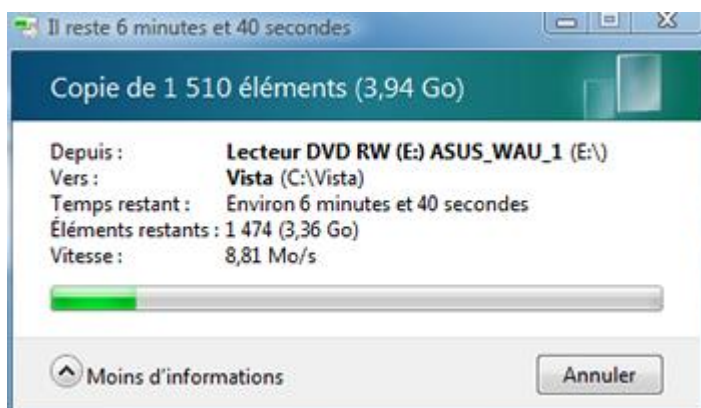 Il reste 6 minutes et 40 secondes
Copie de 1 510 éléments (3,94 Go)
Depuis : Lecteur DVD RW (E:) ASUS_WAU_1 (E:\)
Vers : Vista (C:\Vista)
Temps restant : Environ 6 minutes et 40 secondes
Éléments restants : 1 474 (3,36 Go)
Vitesse : 8,81 Mo/s
Moins d'informations Annuler